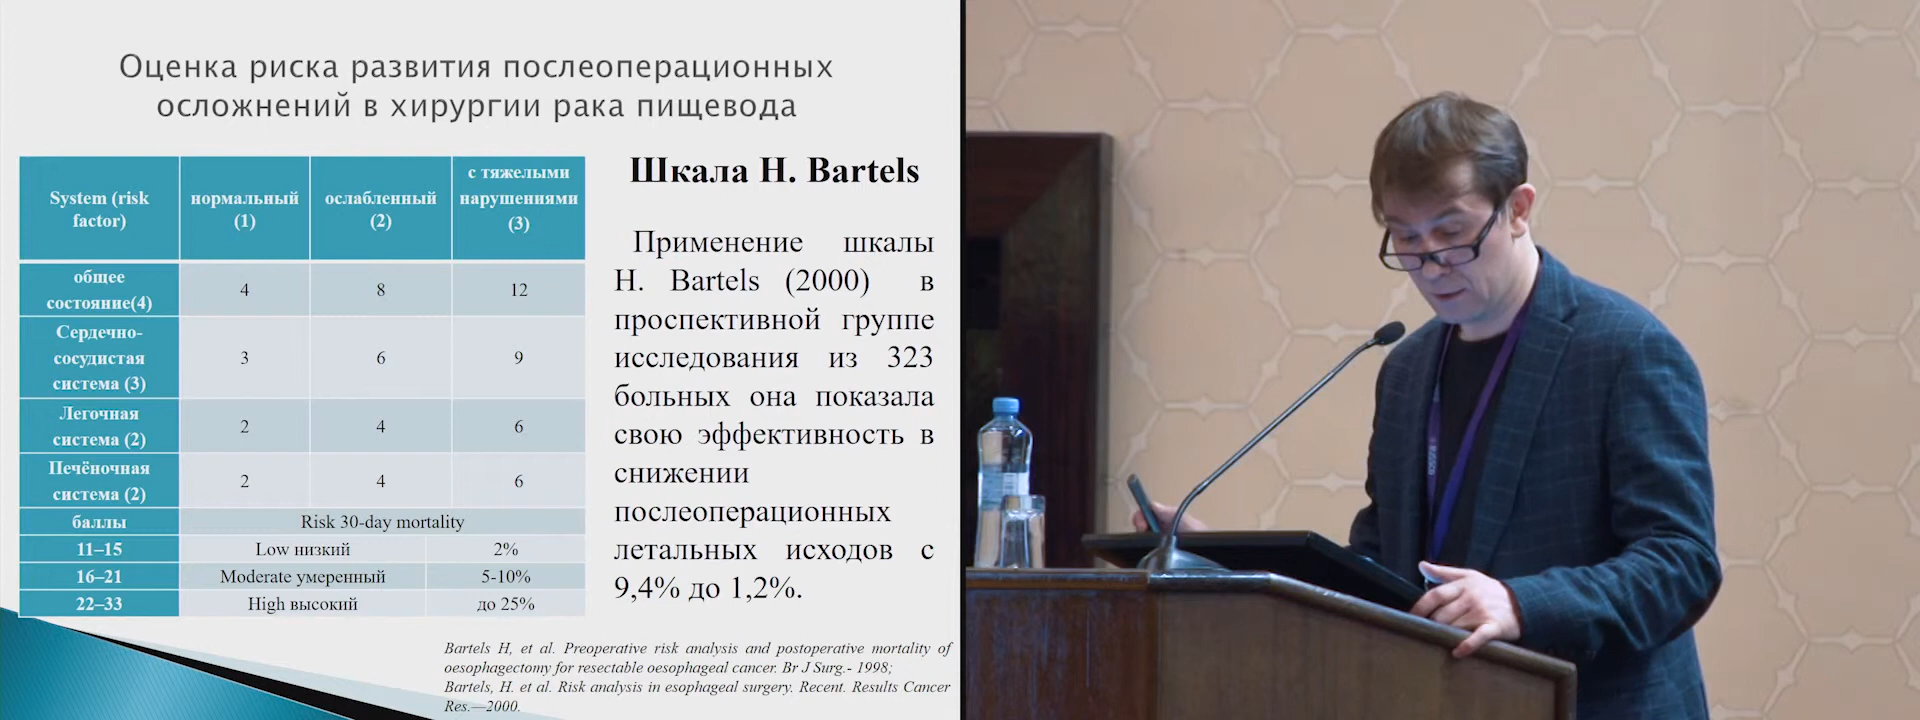 Оценка риска развития послеоперационных
осложнений в хирургии рака пищевода
System (risk factor) нормальный (1) ослабленный (2) с тяжелыми нарушениями (3)
общее состояние(4) 4 8 12
Сердечно-сосудистая система (3) 3 6 9
Легочная система (2) 2 4 6
Печёночная система (2) 2 4 6
баллы Risk 30-day mortality
11–15 Low низкий 2%
16–21 Moderate умеренный 5-10%
22–33 High высокий до 25%
Шкала H. Bartels
Применение шкалы
H. Bartels (2000) в
проспективной группе
исследования из 323
больных она показала
свою эффективность в
снижении
послеоперационных
летальных исходов с
9,4% до 1,2%.
Bartels H, et al. Preoperative risk analysis and postoperative mortality of
oesophagectomy for resectable oesophageal cancer. Br J Surg.- 1998;
Bartels, H. et al. Risk analysis in esophageal surgery. Recent. Results Cancer
Res.—2000.